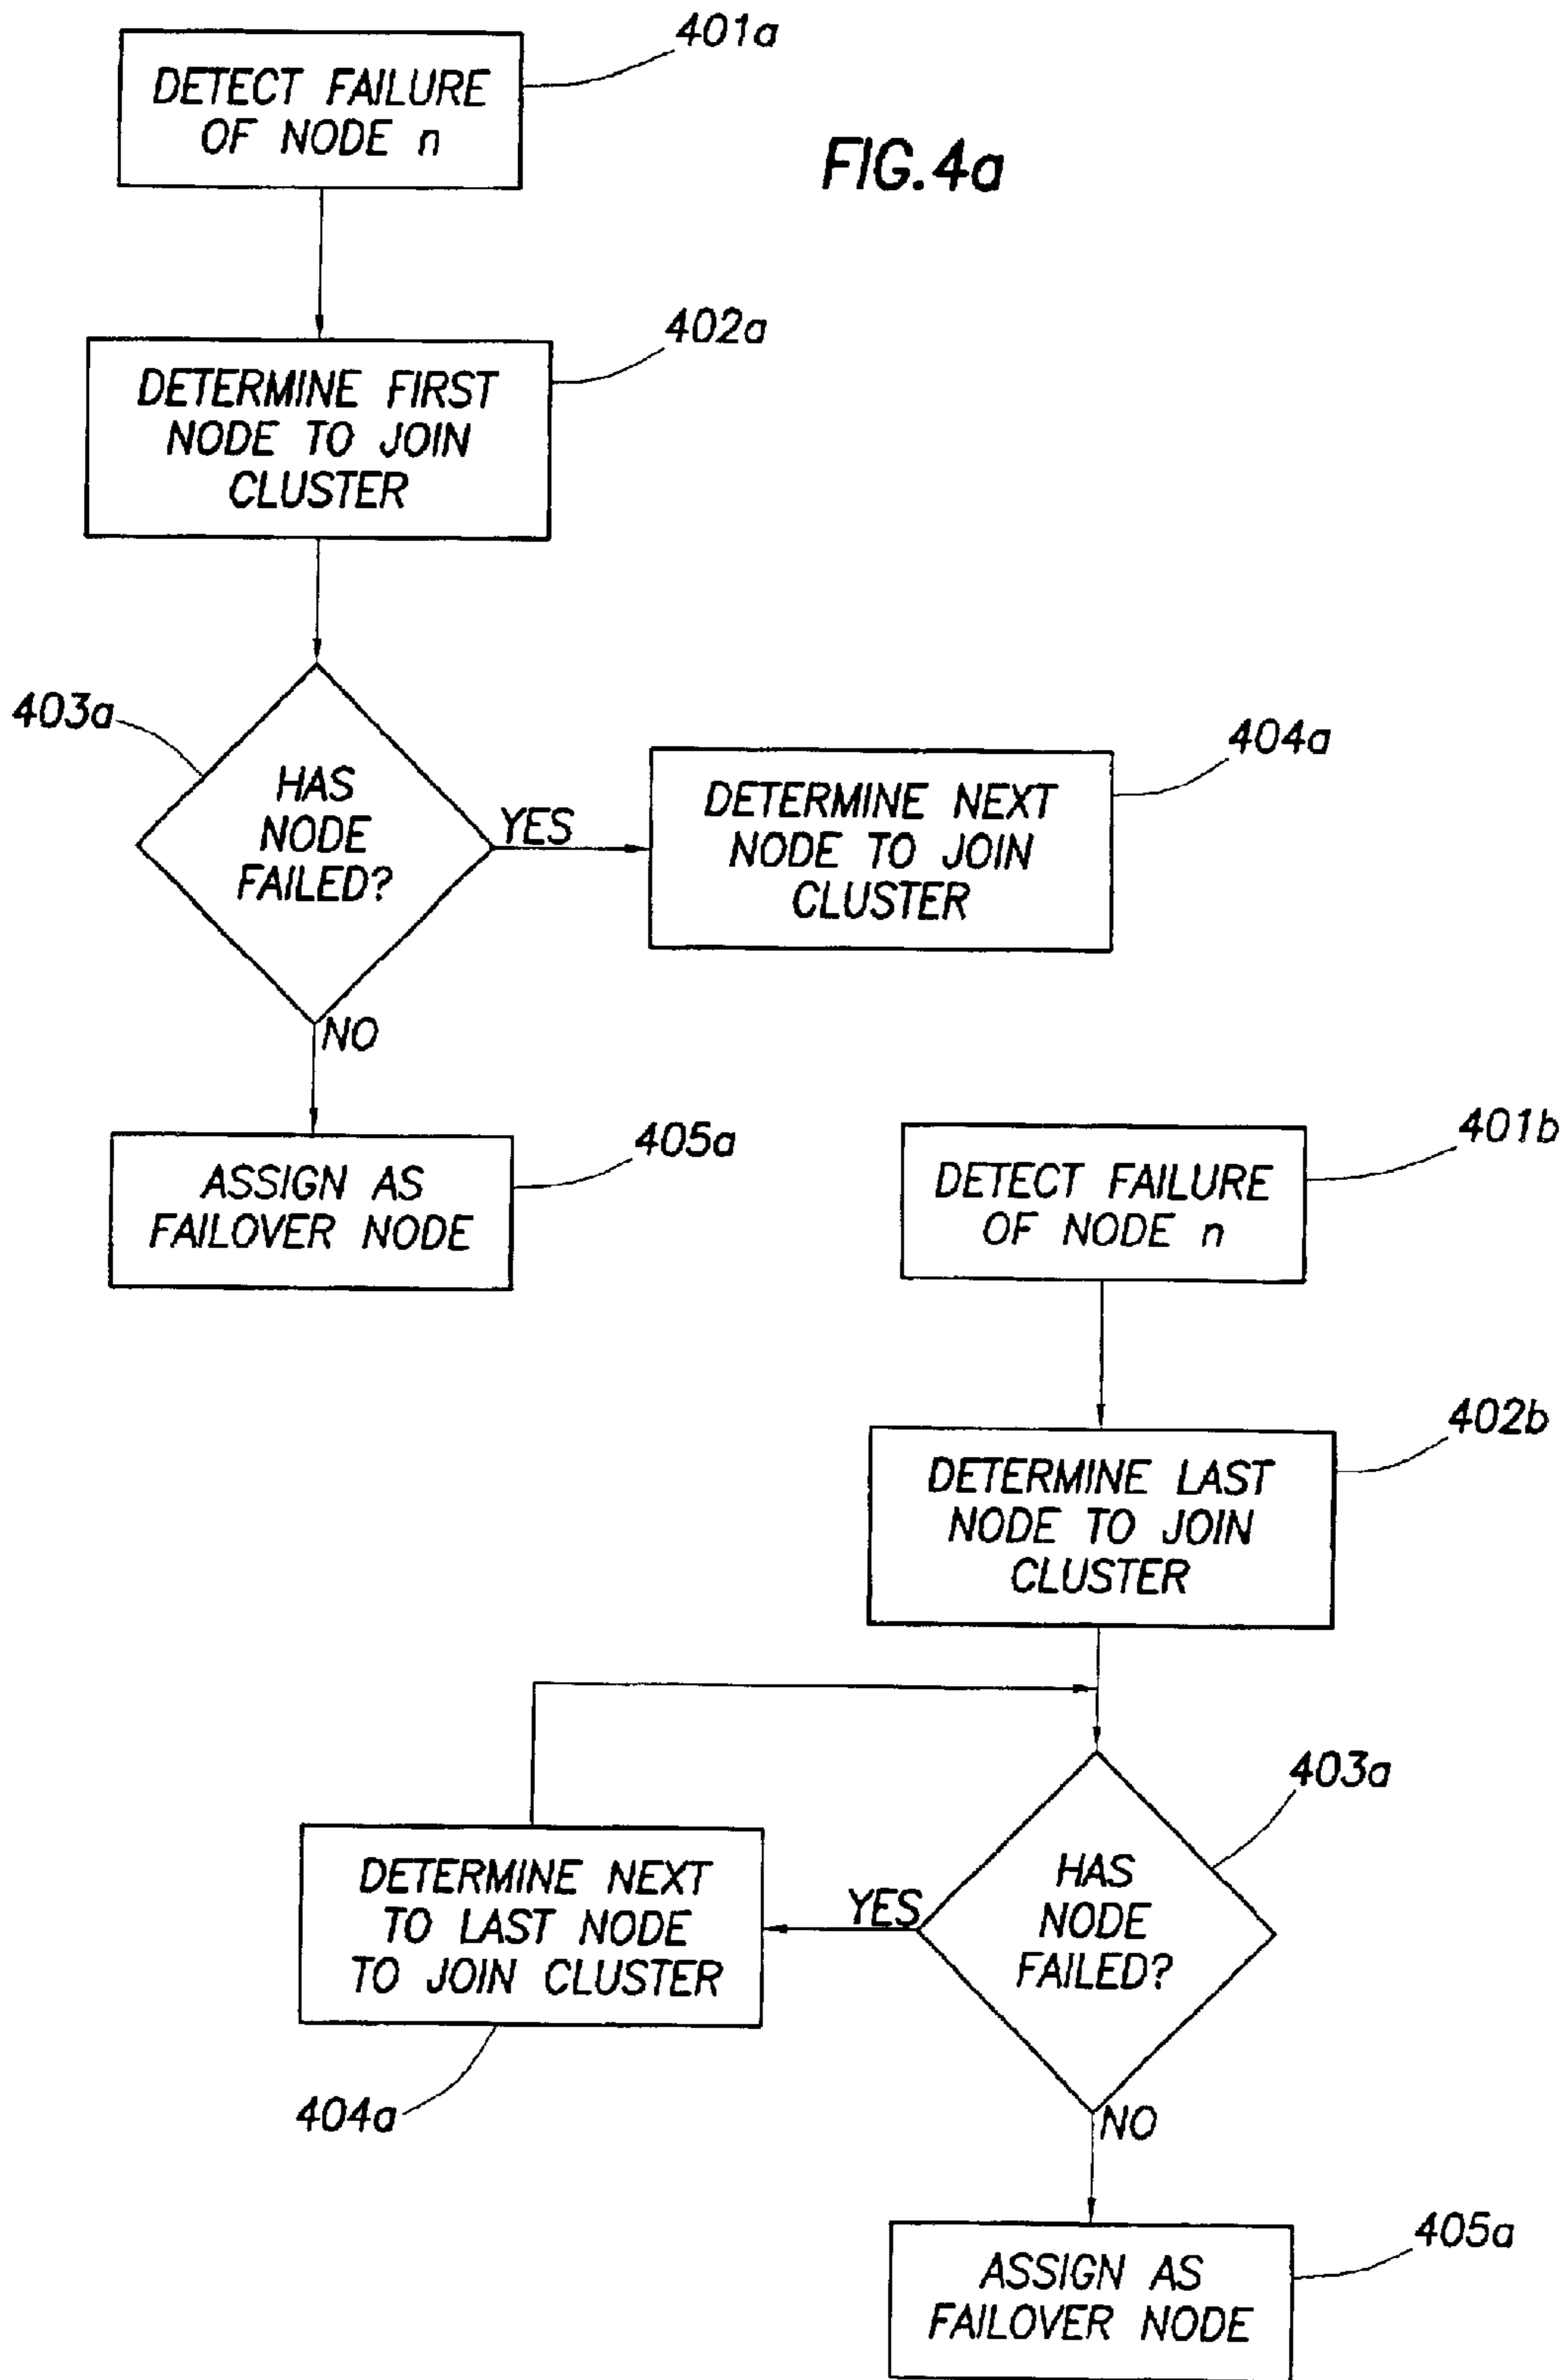 401a
DETECT FAILURE
OF NODE n
FIG.4a
402a
DETERMINE FIRST
NODE TO JOIN
CLUSTER
403a
HAS
NODE
FAILED?
YES
404a
DETERMINE NEXT
NODE TO JOIN
CLUSTER
NO
405a
ASSIGN AS
FAILOVER NODE
401b
DETECT FAILURE
OF NODE n
402b
DETERMINE LAST
NODE TO JOIN
CLUSTER
403a
HAS
NODE
FAILED?
YES
DETERMINE NEXT
TO LAST NODE
TO JOIN CLUSTER
404a
NO
405a
ASSIGN AS
FAILOVER NODE